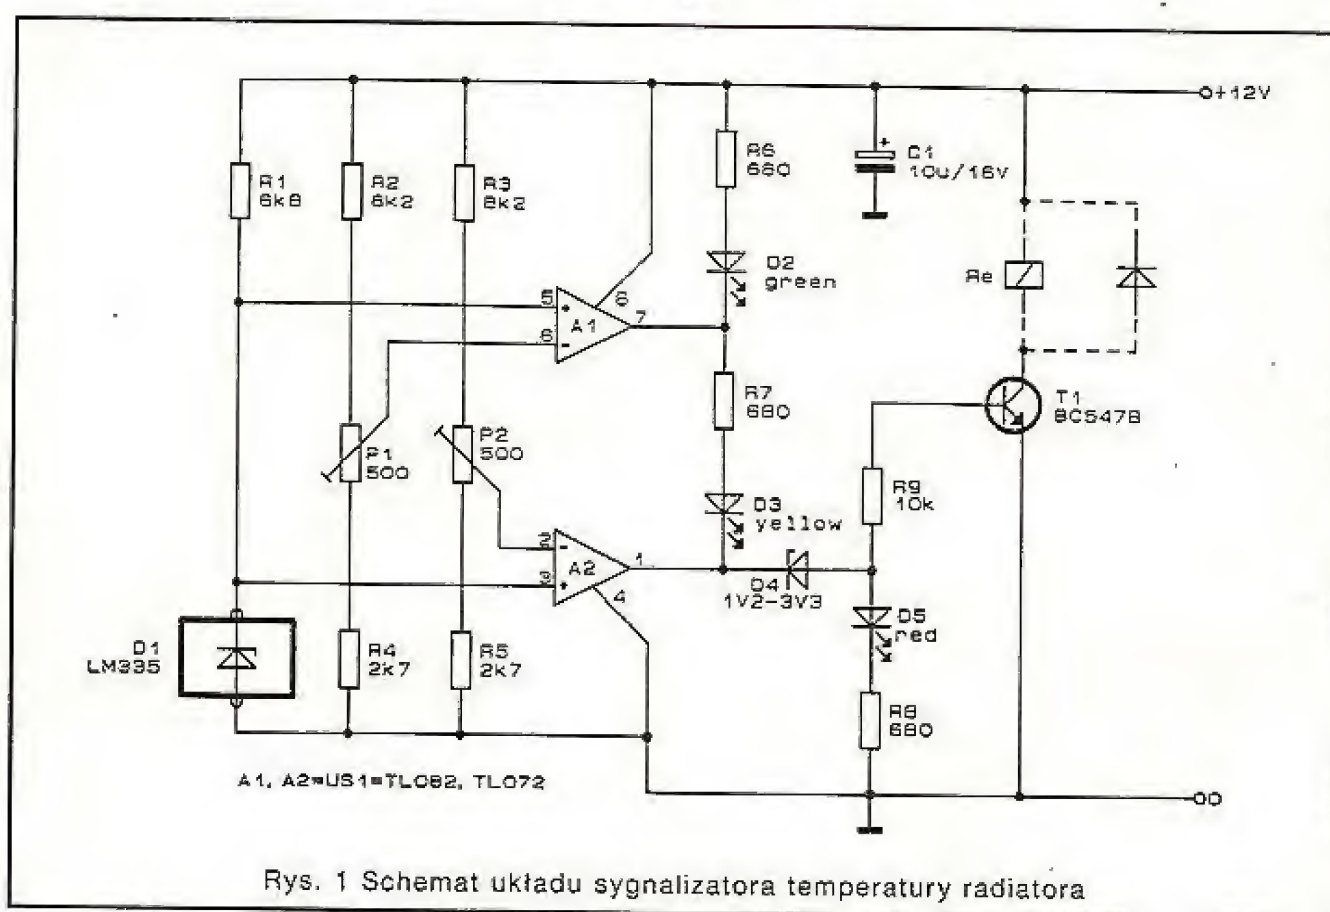 +12V
R1
6k8
R2
6k2
R3
8k2
R6
680
+
C1
10u/16V
D2
green
Re
5
+
8
A1
7
6
-
R7
680
T1
BC547B
P1
500
P2
500
R9
10k
D3
yellow
2
-
A2
1
3
+
4
D4
1V2-3V3
D5
red
D1
LM335
R4
2k7
R5
2k7
R8
680
A1, A2=US1=TL082, TL072
0
Rys. 1 Schemat układu sygnalizatora temperatury radiatora